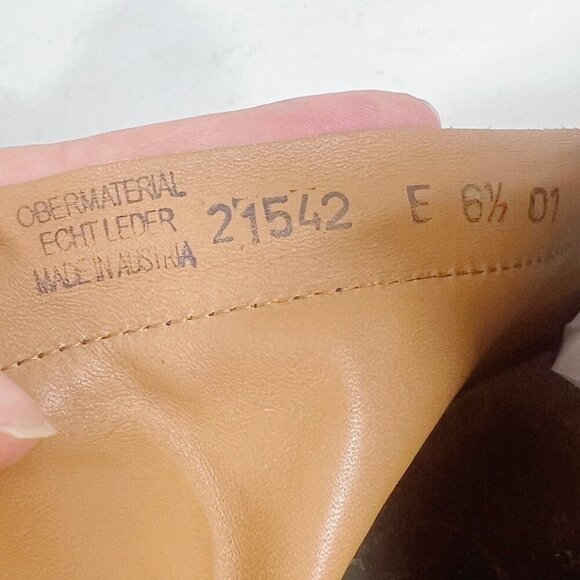 OBERMATERIAL
ECHT LEDER
MADE IN AUSTRIA
21542 E 6½ 01